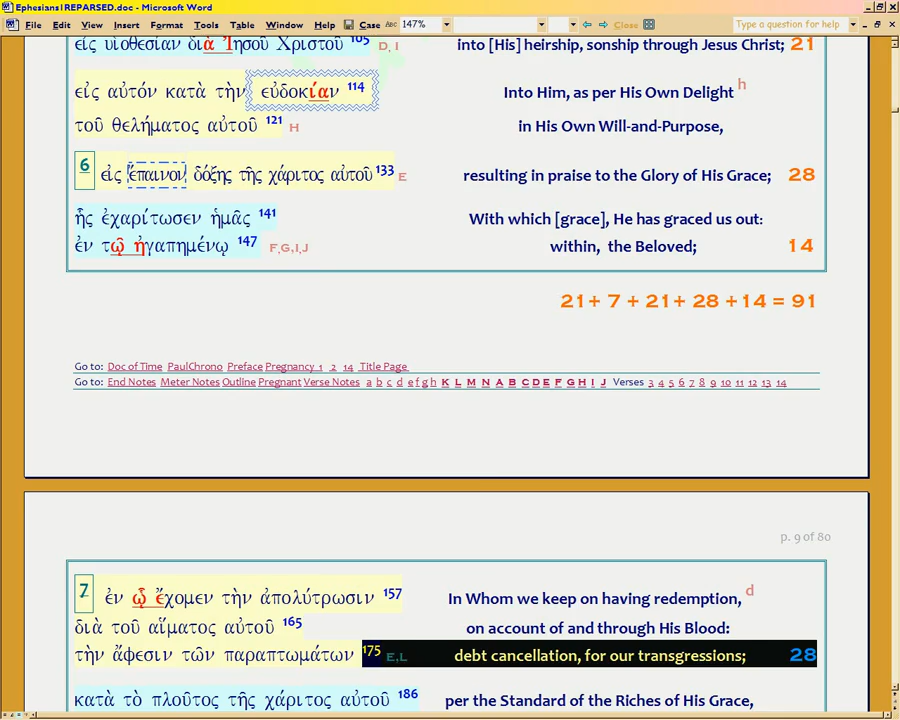 Ephesians1REPARSED.doc - Microsoft Word
File Edit View Insert Format Tools Table Window Help Case 147% Close Type a question for help
εἰς υἱοθεσίαν διὰ Ἰησοῦ Χριστοῦ 105 D, I into [His] heirship, sonship through Jesus Christ; 21
εἰς αὐτόν κατὰ τὴν εὐδοκίαν 114 Into Him, as per His Own Delight h
τοῦ θελήματος αὐτοῦ 121 H in His Own Will-and-Purpose,
6 εἰς ἔπαινον δόξης τῆς χάριτος αὐτοῦ 133 E resulting in praise to the Glory of His Grace; 28
ἧς ἐχαρίτωσεν ἡμᾶς 141 With which [grace], He has graced us out:
ἐν τῷ ἠγαπημένῳ 147 F,G,I,J within, the Beloved; 14
21+ 7 + 21+ 28 +14 = 91
Go to: Doc of Time PaulChrono Preface Pregnancy 1 2 14 Title Page
Go to: End Notes Meter Notes Outline Pregnant Verse Notes a b c d e f g h K L M N A B C D E F G H I J Verses 3 4 5 6 7 8 9 10 11 12 13 14
p. 9 of 80
7 ἐν ᾧ ἔχομεν τὴν ἀπολύτρωσιν 157 In Whom we keep on having redemption, d
διὰ τοῦ αἵματος αὐτοῦ 165 on account of and through His Blood:
τὴν ἄφεσιν τῶν παραπτωμάτων 175 E,L debt cancellation, for our transgressions; 28
κατὰ τὸ πλοῦτος τῆς χάριτος αὐτοῦ 186 per the Standard of the Riches of His Grace,